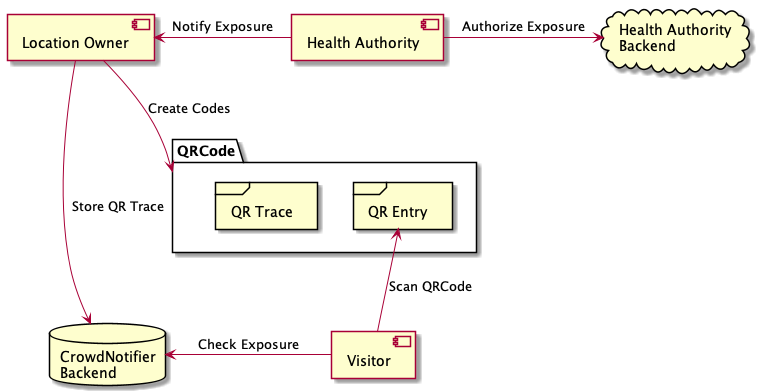 Notify Exposure
Authorize Exposure
Location Owner
Health Authority
Health Authority
Backend
Create Codes
QRCode
Store QR Trace
QR Trace
QR Entry
Scan QRCode
CrowdNotifier
Backend
Check Exposure
Visitor